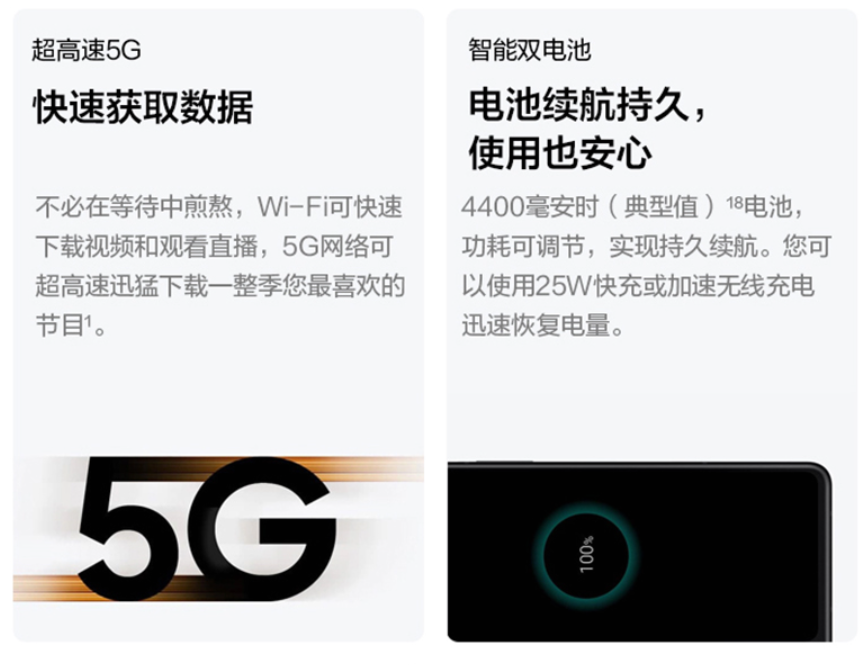 超高速5G
快速获取数据
不必在等待中煎熬，Wi-Fi可快速
下载视频和观看直播，5G网络可
超高速迅猛下载一整季您最喜欢的
节目¹。
5G
智能双电池
电池续航持久，
使用也安心
4400毫安时（典型值）¹⁸电池，
功耗可调节，实现持久续航。您可
以使用25W快充或加速无线充电
迅速恢复电量。
100%